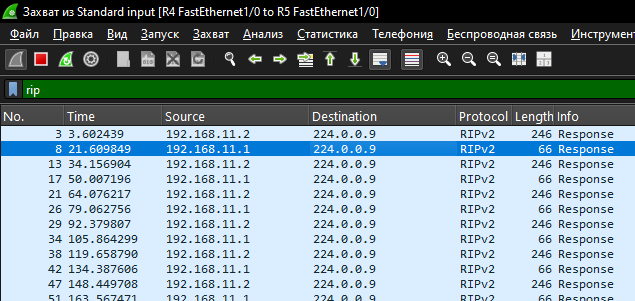 Захват из Standard input [R4 FastEthernet1/0 to R5 FastEthernet1/0]
Файл Правка Вид Запуск Захват Анализ Статистика Телефония Беспроводная связь Инструмент
rip
No. Time Source Destination Protocol Length Info
3 3.602439 192.168.11.2 224.0.0.9 RIPv2 246 Response
8 21.609849 192.168.11.1 224.0.0.9 RIPv2 66 Response
13 34.156904 192.168.11.2 224.0.0.9 RIPv2 246 Response
17 50.007196 192.168.11.1 224.0.0.9 RIPv2 66 Response
21 64.076217 192.168.11.2 224.0.0.9 RIPv2 246 Response
26 79.062756 192.168.11.1 224.0.0.9 RIPv2 66 Response
29 92.379807 192.168.11.2 224.0.0.9 RIPv2 246 Response
34 105.864299 192.168.11.1 224.0.0.9 RIPv2 66 Response
38 119.658790 192.168.11.2 224.0.0.9 RIPv2 246 Response
42 134.387606 192.168.11.1 224.0.0.9 RIPv2 66 Response
47 148.449708 192.168.11.2 224.0.0.9 RIPv2 246 Response
51 163.567471 192.168.11.1 224.0.0.9 RIPv2 66 Response